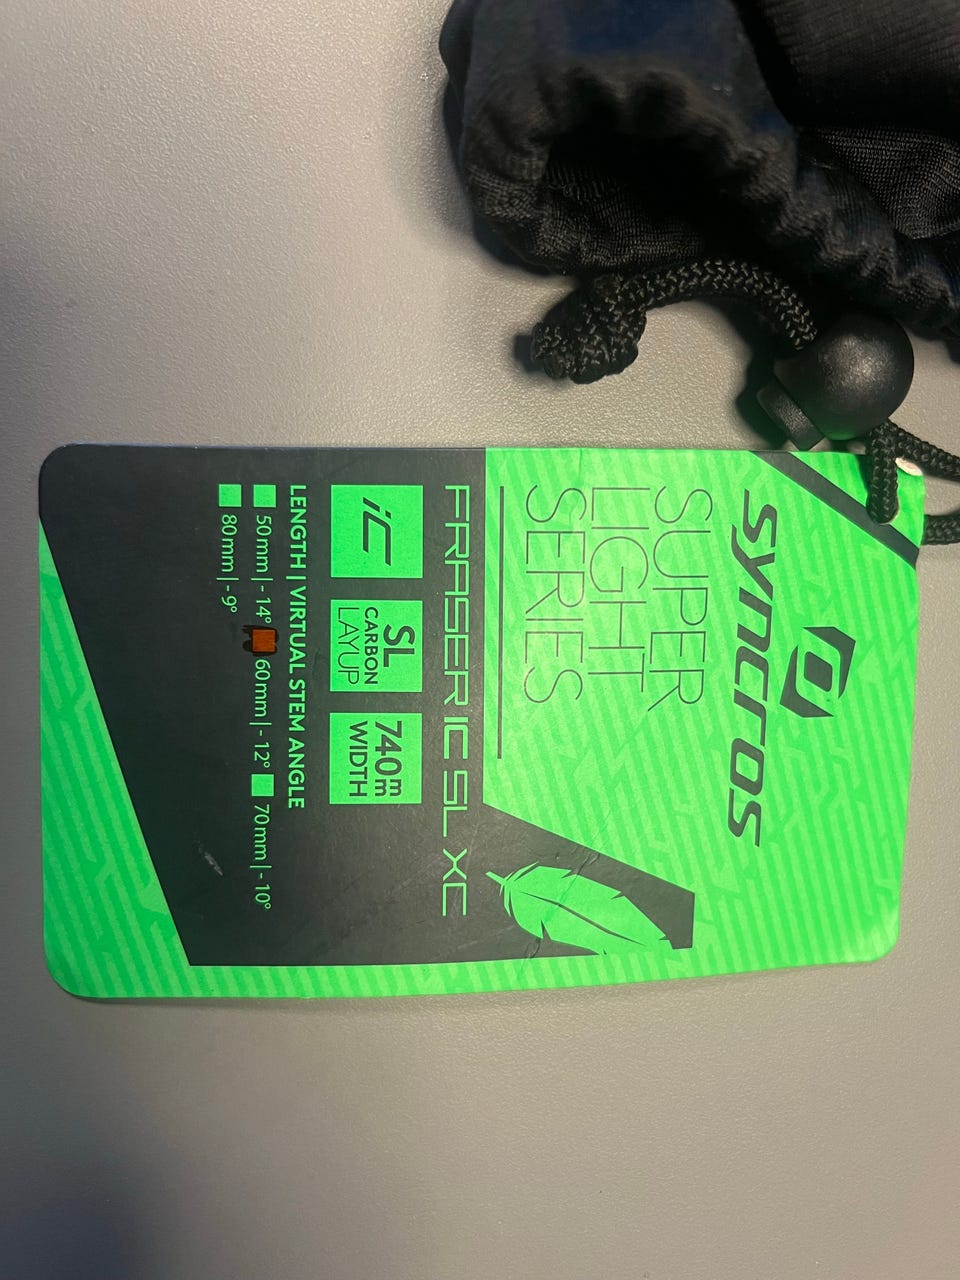 syncros
SUPER
LIGHT
SERIES
FRASER IC SL XC
iC
SL
CARBON
LAYUP
740mm
WIDTH
LENGTH | VIRTUAL STEM ANGLE
50mm | - 14° 60mm | - 12° 70mm | - 10°
80mm | - 9°